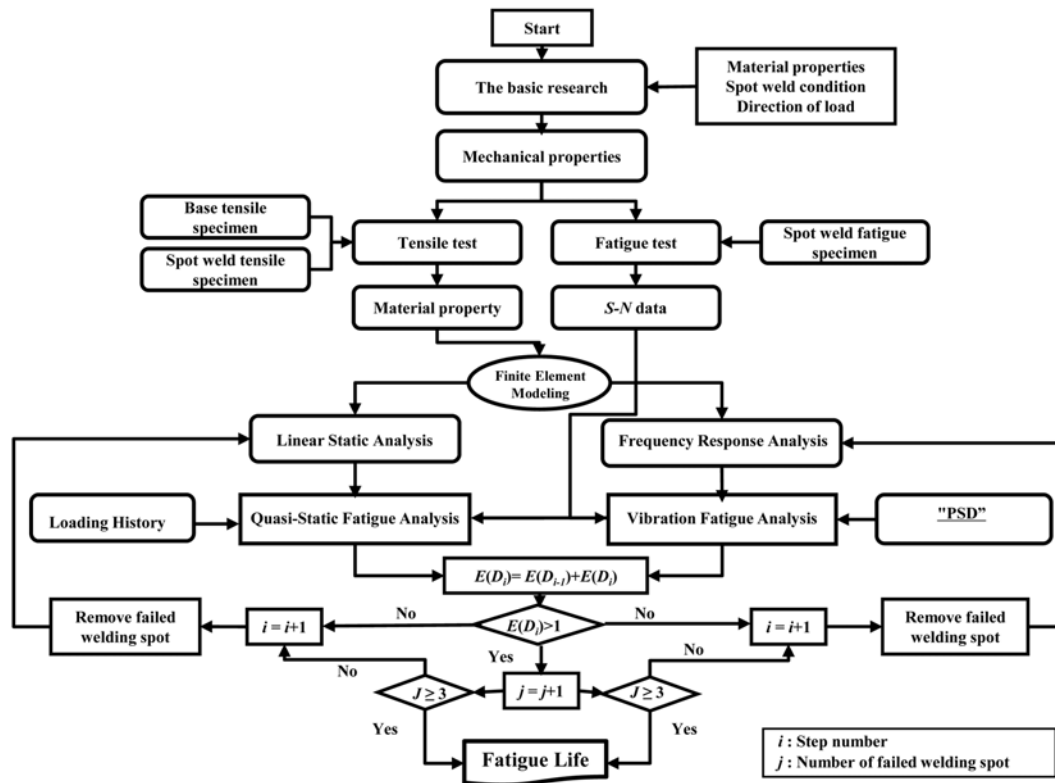 Start
The basic research
Material properties
Spot weld condition
Direction of load
Mechanical properties
Base tensile
specimen
Spot weld tensile
specimen
Tensile test
Fatigue test
Spot weld fatigue
specimen
Material property
S-N data
Finite Element
Modeling
Linear Static Analysis
Frequency Response Analysis
Loading History
Quasi-Static Fatigue Analysis
Vibration Fatigue Analysis
"PSD”
E(Dᵢ)= E(Dᵢ₋₁)+E(Dᵢ)
Remove failed
welding spot
i = i+1
No
E(Dᵢ)>1
No
i = i+1
Remove failed
welding spot
Yes
No
J ≥ 3
j = j+1
J ≥ 3
No
Yes
Yes
Fatigue Life
i : Step number
j : Number of failed welding spot